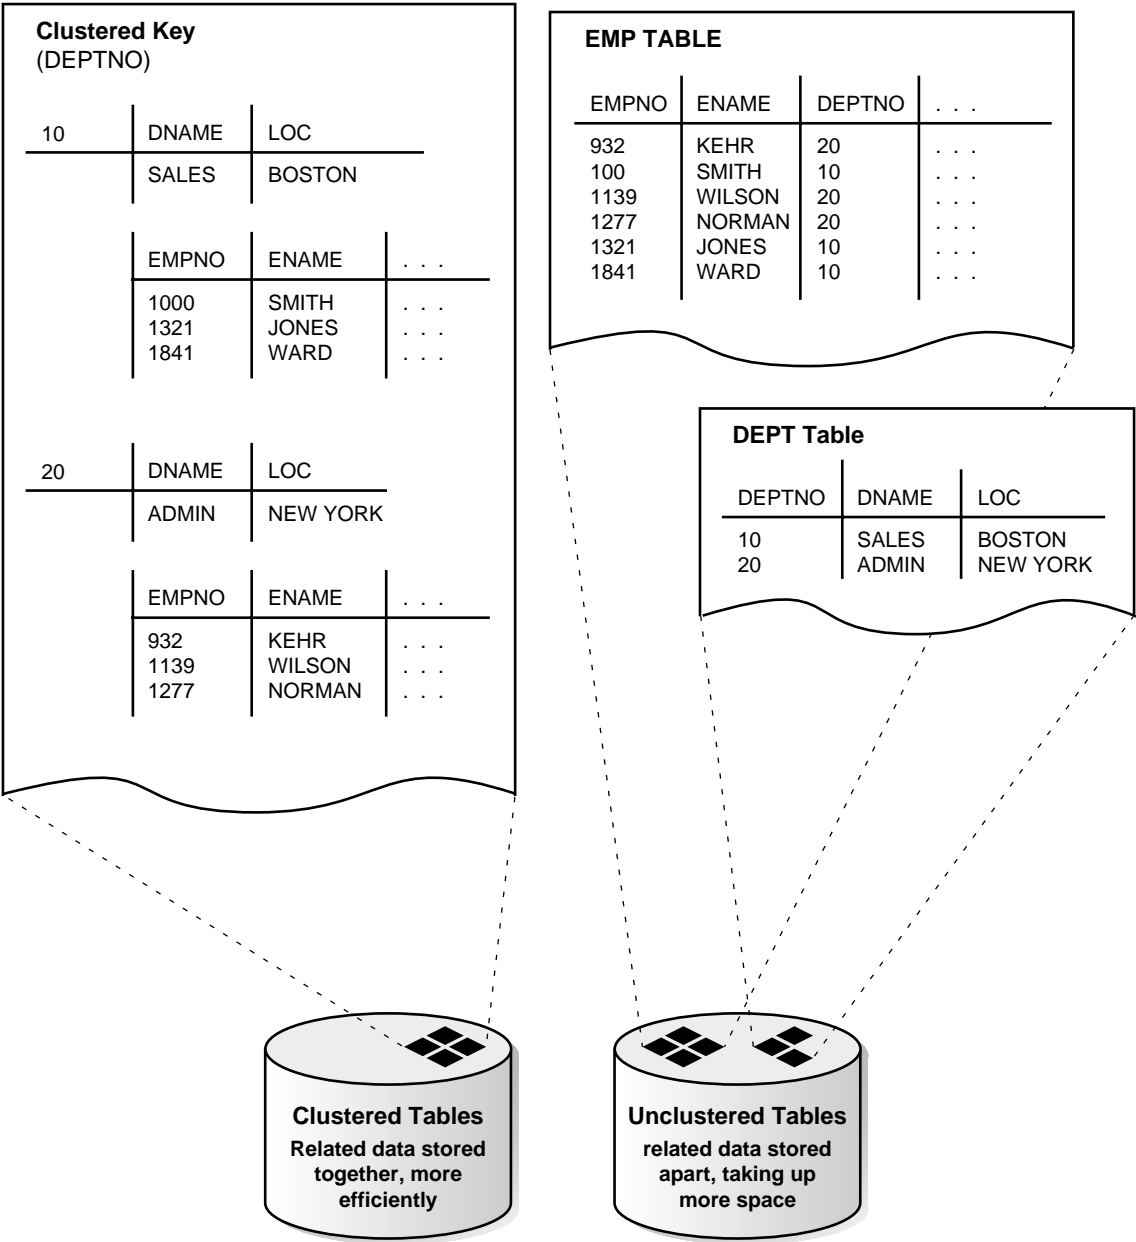 Clustered Key
(DEPTNO)
10 DNAME LOC
SALES BOSTON
EMPNO ENAME . . .
1000 SMITH . . .
1321 JONES . . .
1841 WARD . . .
20 DNAME LOC
ADMIN NEW YORK
EMPNO ENAME . . .
932 KEHR . . .
1139 WILSON . . .
1277 NORMAN . . .
EMP TABLE
EMPNO ENAME DEPTNO . . .
932 KEHR 20 . . .
100 SMITH 10 . . .
1139 WILSON 20 . . .
1277 NORMAN 20 . . .
1321 JONES 10 . . .
1841 WARD 10 . . .
DEPT Table
DEPTNO DNAME LOC
10 SALES BOSTON
20 ADMIN NEW YORK
Clustered Tables
Related data stored
together, more
efficiently
Unclustered Tables
related data stored
apart, taking up
more space